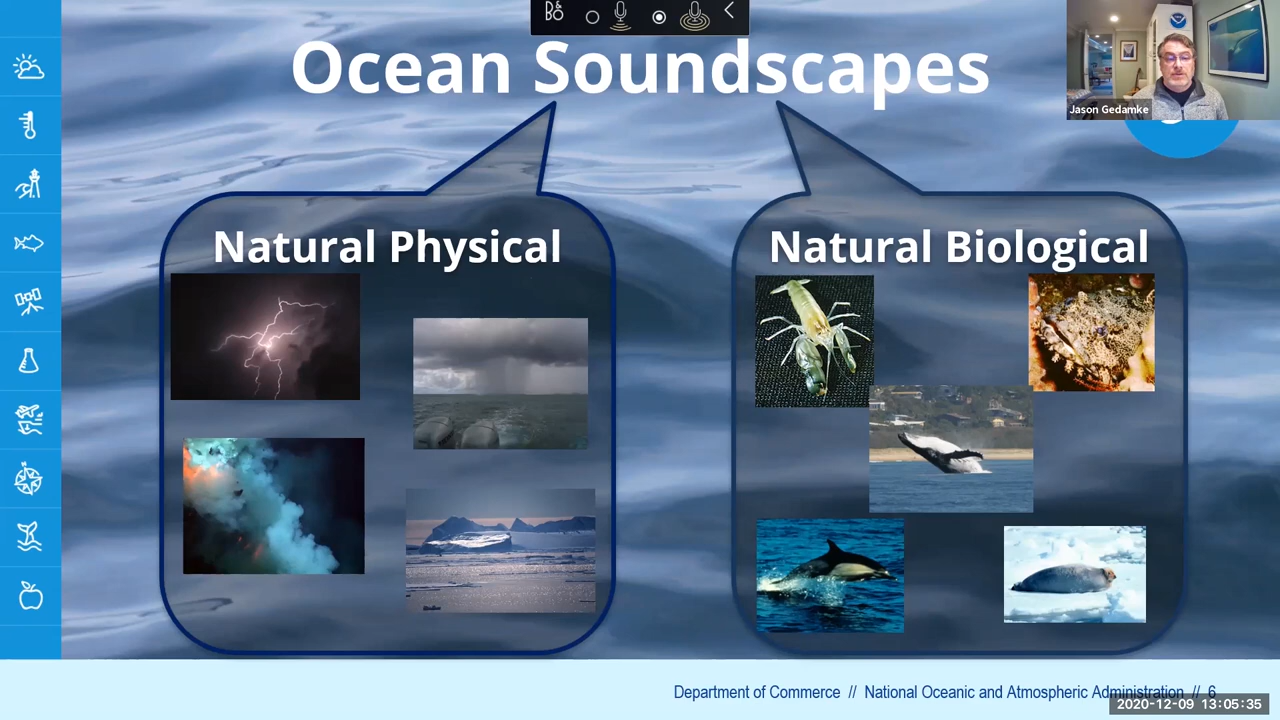 BO
Ocean Soundscapes
Jason Gedamke
Natural Physical
Natural Biological
Department of Commerce // National Oceanic and Atmospheric Administration // 6
2020-12-09 13:05:35